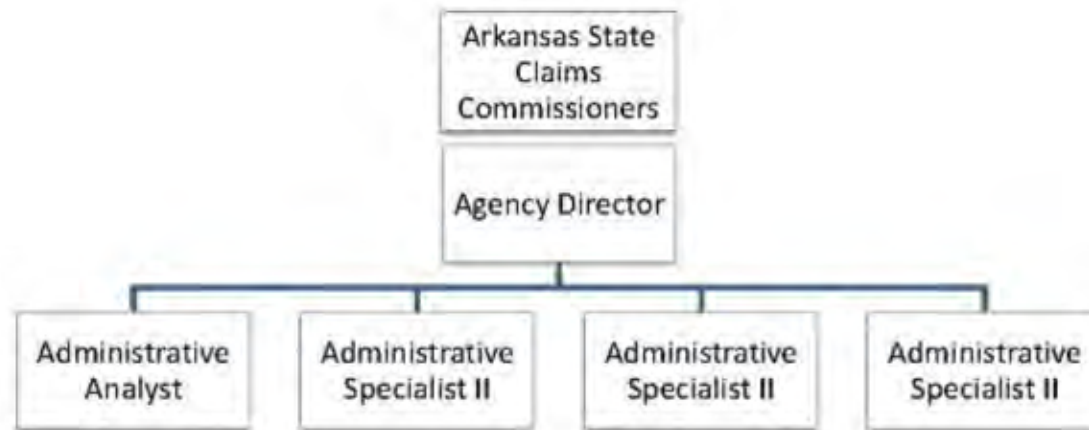 Arkansas State
Claims
Commissioners
Agency Director
Administrative
Analyst
Administrative
Specialist II
Administrative
Specialist II
Administrative
Specialist II